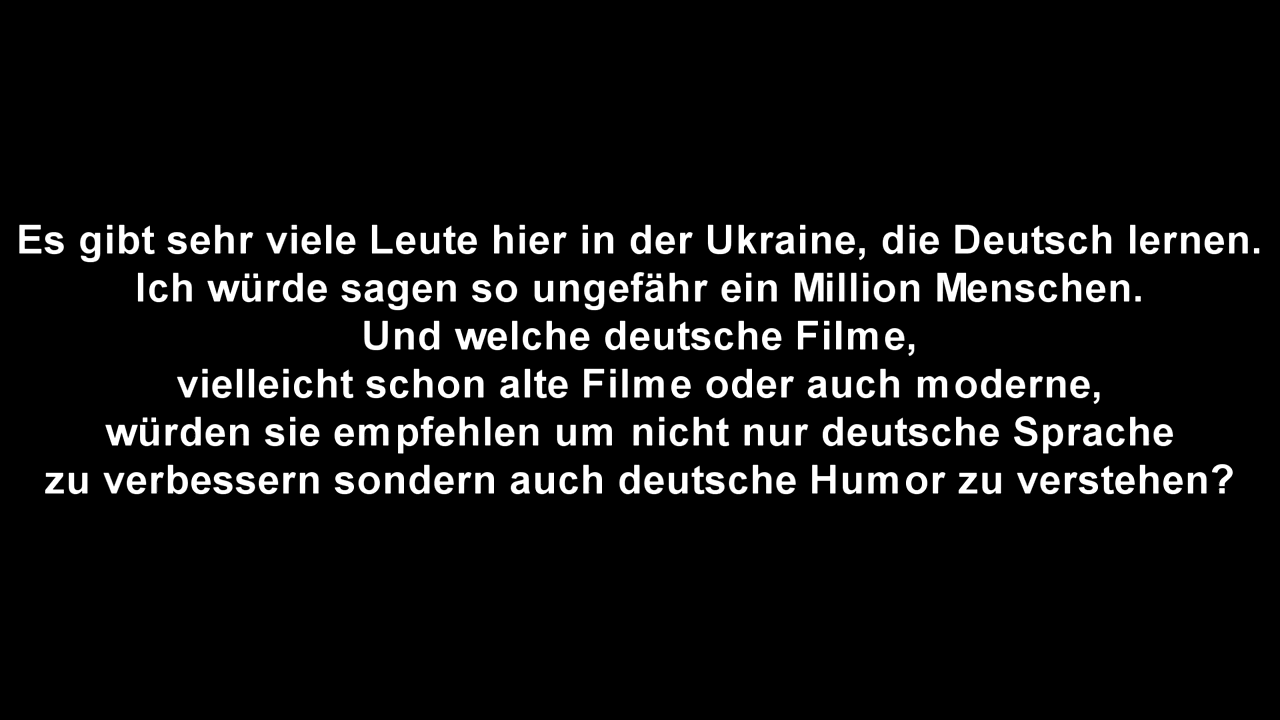 Es gibt sehr viele Leute hier in der Ukraine, die Deutsch lernen.
Ich würde sagen so ungefähr ein Million Menschen.
Und welche deutsche Filme,
vielleicht schon alte Filme oder auch moderne,
würden sie empfehlen um nicht nur deutsche Sprache
zu verbessern sondern auch deutsche Humor zu verstehen?